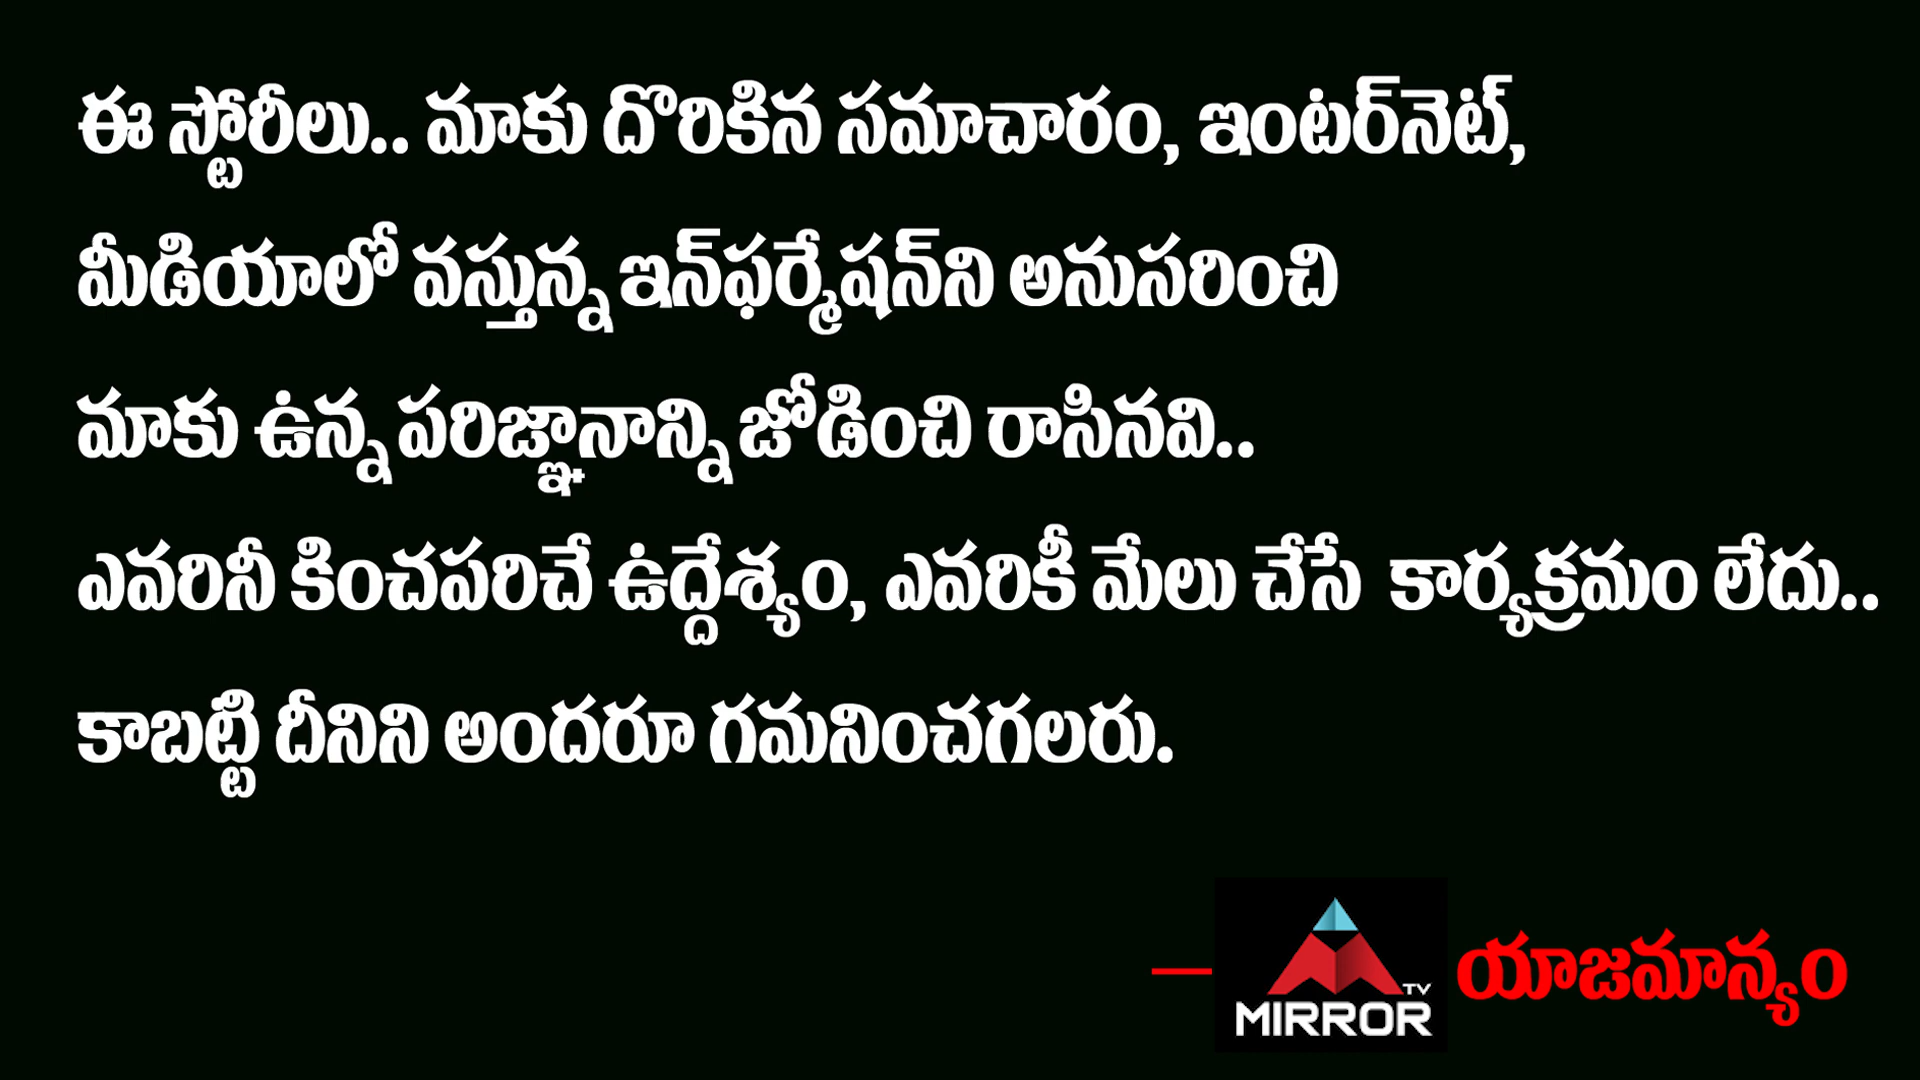 ఈ స్టోరీలు.. మాకు దొరికిన సమాచారం, ఇంటర్‌నెట్,
మీడియాలో వస్తున్న ఇన్‌ఫర్మేషన్‌ని అనుసరించి
మాకు ఉన్న పరిజ్ఞానాన్ని జోడించి రాసినవి..
ఎవరినీ కించపరిచే ఉద్దేశ్యం, ఎవరికీ మేలు చేసే కార్యక్రమం లేదు..
కాబట్టి దీనిని అందరూ గమనించగలరు.
— MIRROR TV యాజమాన్యం